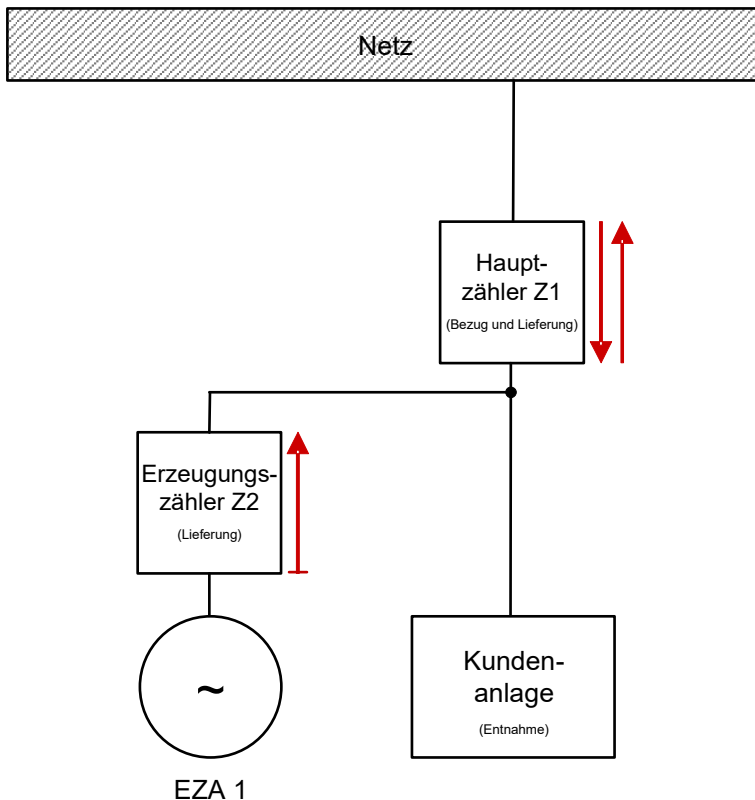 Netz
Haupt-
zähler Z1
(Bezug und Lieferung)
Erzeugungs-
zähler Z2
(Lieferung)
~
EZA 1
Kunden-
anlage
(Entnahme)